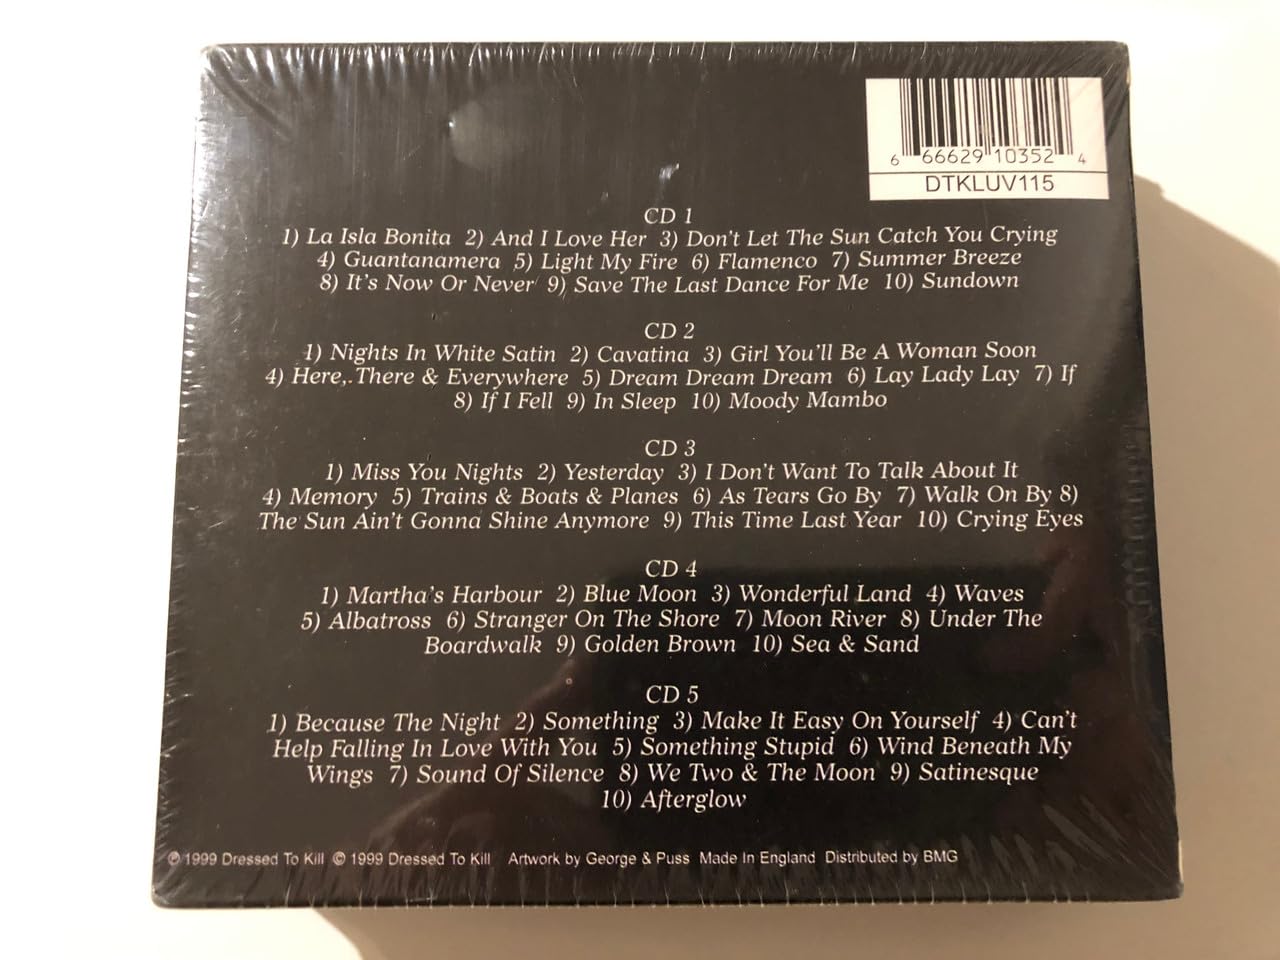 6 66629 10352 4
DTKLUV115
CD 1
1) La Isla Bonita 2) And I Love Her 3) Don't Let The Sun Catch You Crying
4) Guantanamera 5) Light My Fire 6) Flamenco 7) Summer Breeze
8) It's Now Or Never 9) Save The Last Dance For Me 10) Sundown
CD 2
1) Nights In White Satin 2) Cavatina 3) Girl You'll Be A Woman Soon
4) Here,.There & Everywhere 5) Dream Dream Dream 6) Lay Lady Lay 7) If
8) If I Fell 9) In Sleep 10) Moody Mambo
CD 3
1) Miss You Nights 2) Yesterday 3) I Don't Want To Talk About It
4) Memory 5) Trains & Boats & Planes 6) As Tears Go By 7) Walk On By 8)
The Sun Ain't Gonna Shine Anymore 9) This Time Last Year 10) Crying Eyes
CD 4
1) Martha's Harbour 2) Blue Moon 3) Wonderful Land 4) Waves
5) Albatross 6) Stranger On The Shore 7) Moon River 8) Under The
Boardwalk 9) Golden Brown 10) Sea & Sand
CD 5
1) Because The Night 2) Something 3) Make It Easy On Yourself 4) Can't
Help Falling In Love With You 5) Something Stupid 6) Wind Beneath My
Wings 7) Sound Of Silence 8) We Two & The Moon 9) Satinesque
10) Afterglow
℗ 1999 Dressed To Kill © 1999 Dressed To Kill Artwork by George & Puss Made In England Distributed by BMG